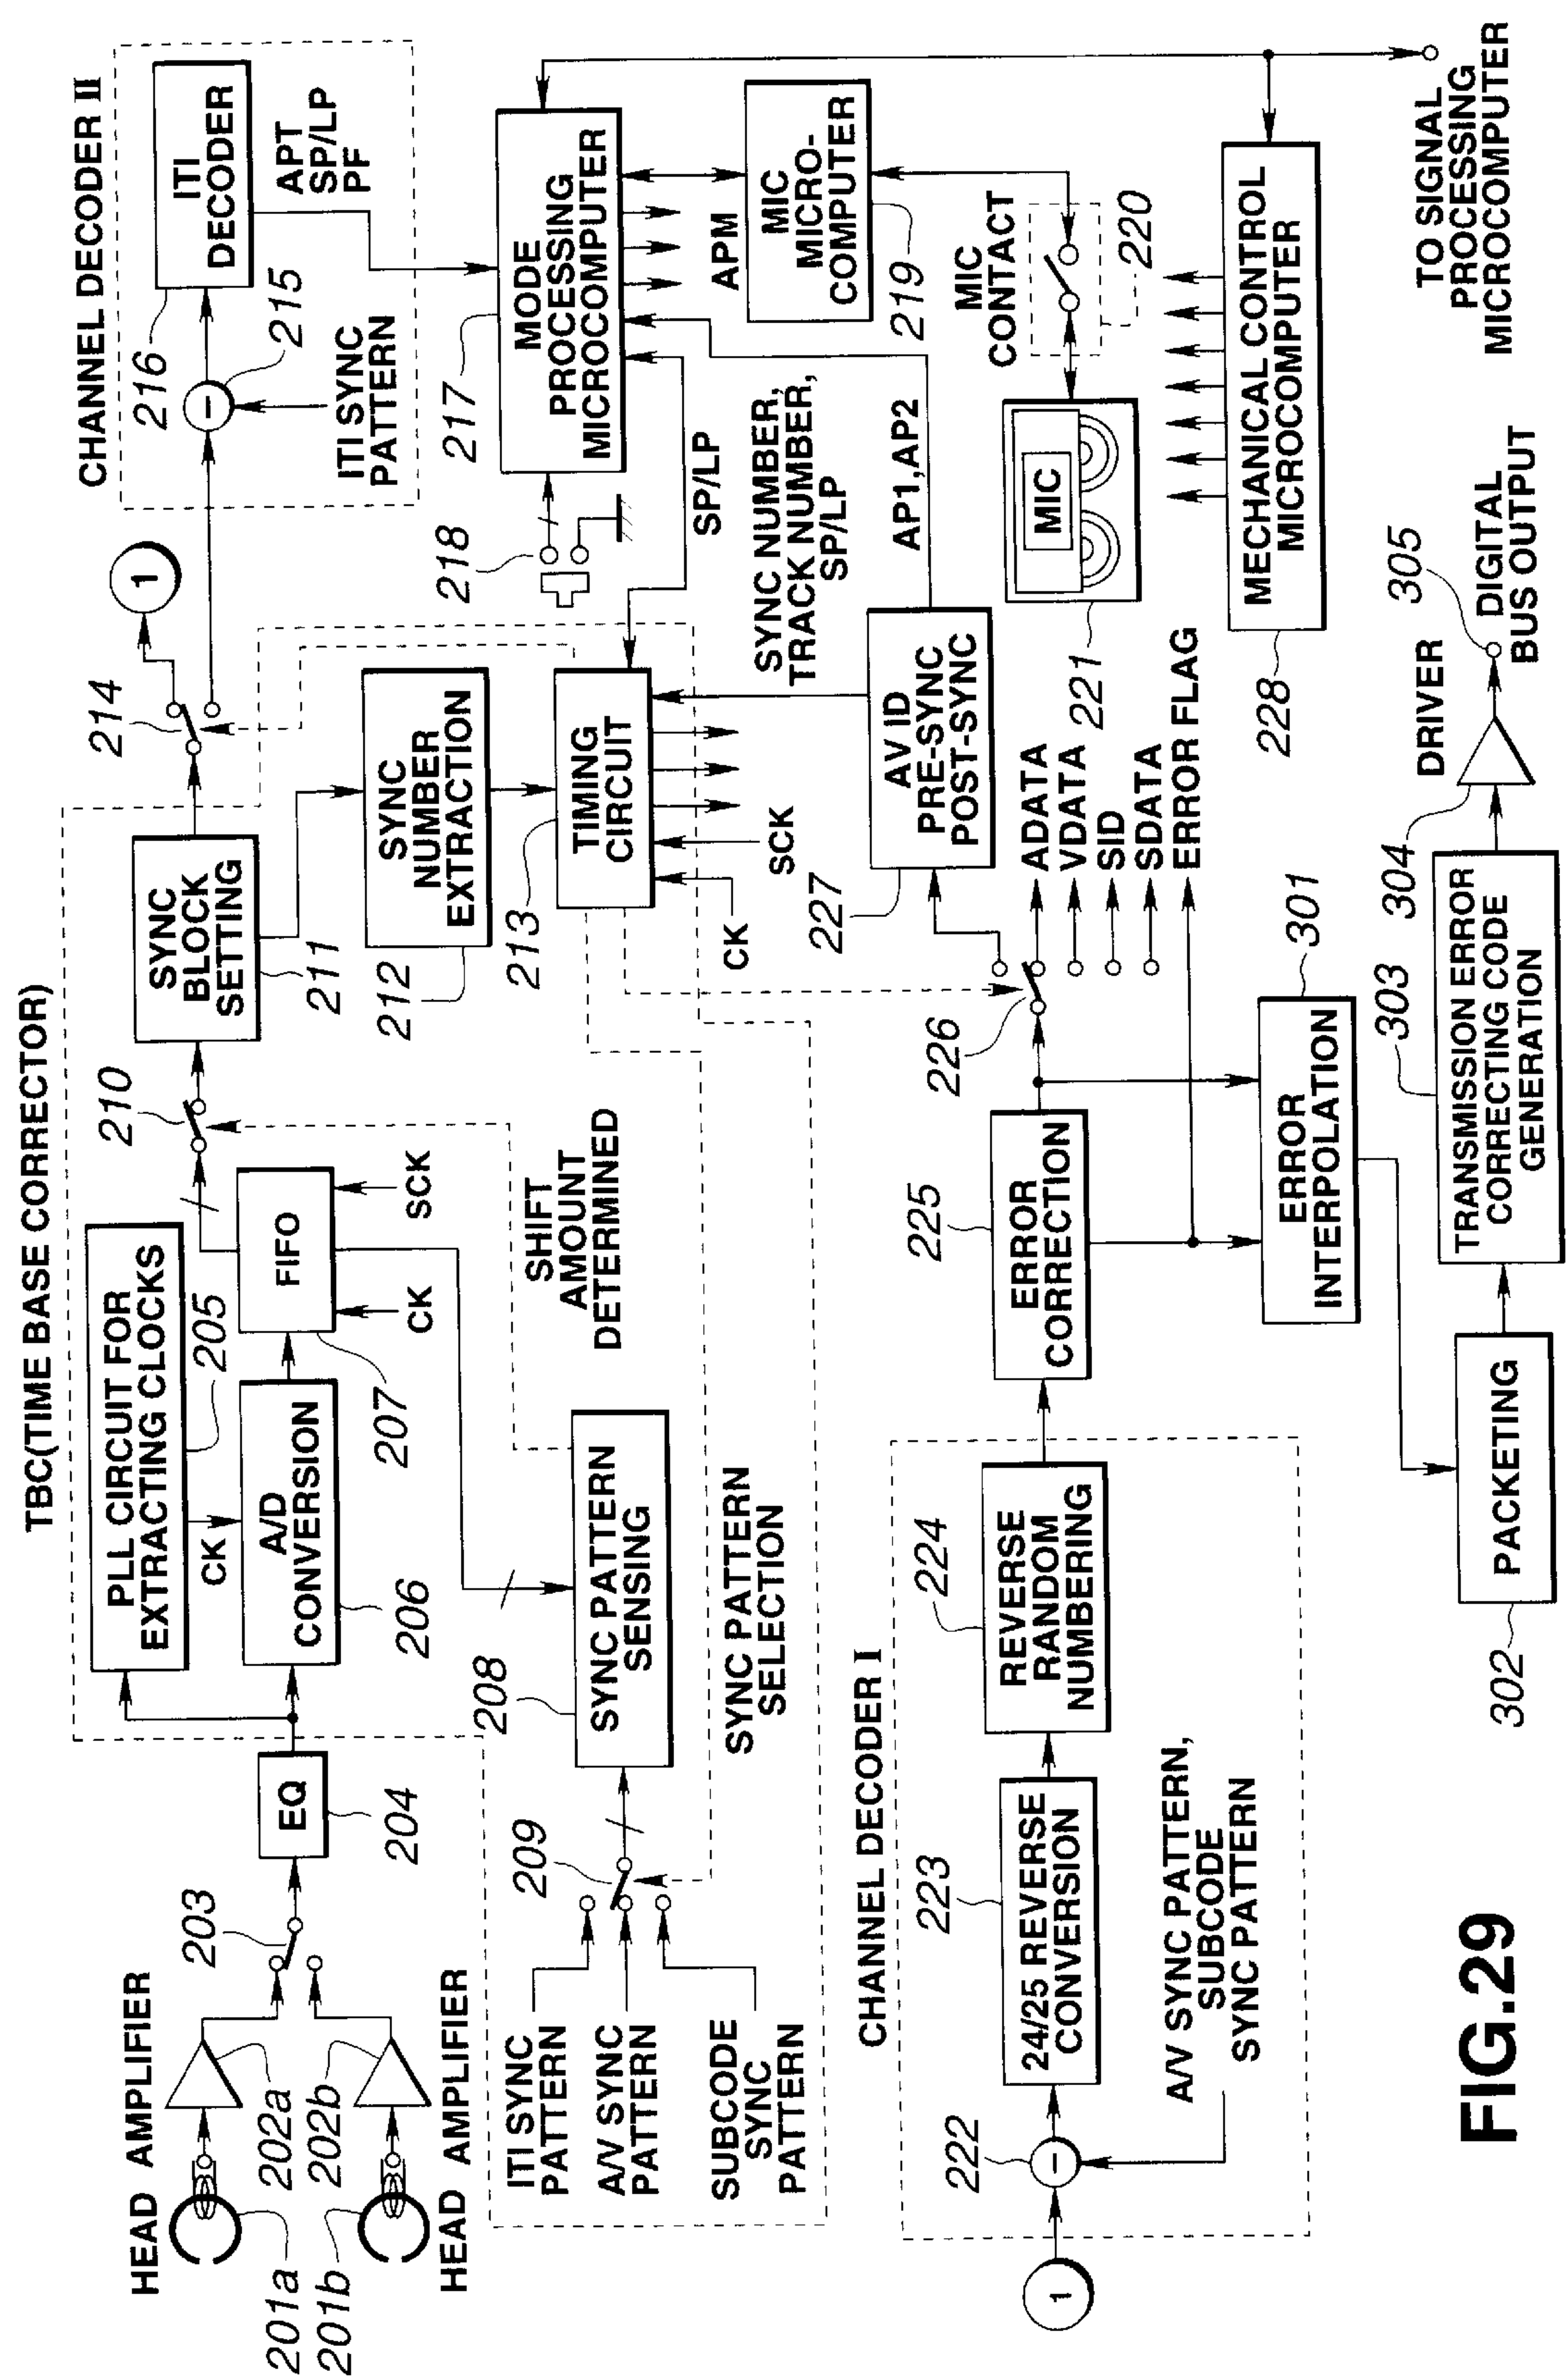 TBC(TIME BASE CORRECTOR)
CHANNEL DECODER II
HEAD AMPLIFIER
201a
202a
201b
202b
HEAD AMPLIFIER
203
EQ
204
PLL CIRCUIT FOR
EXTRACTING CLOCKS
205
CK
A/D
CONVERSION
206
FIFO
207
CK
SCK
210
SYNC
BLOCK
SETTING
211
214
1
ITI
DECODER
216
215
ITI SYNC
PATTERN
APT
SP/LP
PF
ITI SYNC
PATTERN
A/V SYNC
PATTERN
SUBCODE
SYNC
PATTERN
209
208
SYNC PATTERN
SENSING
SHIFT
AMOUNT
DETERMINED
SYNC PATTERN
SELECTION
SYNC
NUMBER
EXTRACTION
212
213
TIMING
CIRCUIT
CK
SCK
218
217
MODE
PROCESSING
MICROCOMPUTER
SP/LP
SYNC NUMBER,
TRACK NUMBER,
SP/LP
APM
MIC
MICRO-
COMPUTER
219
AP1,AP2
227
AV ID
PRE-SYNC
POST-SYNC
MIC
CONTACT
220
MIC
221
CHANNEL DECODER I
1
222
223
24/25 REVERSE
CONVERSION
224
REVERSE
RANDOM
NUMBERING
A/V SYNC PATTERN,
SUBCODE
SYNC PATTERN
225
ERROR
CORRECTION
226
ADATA
VDATA
SID
SDATA
ERROR FLAG
MECHANICAL CONTROL
MICROCOMPUTER
228
TO SIGNAL
PROCESSING
MICROCOMPUTER
301
ERROR
INTERPOLATION
302
PACKETING
303
TRANSMISSION ERROR
CORRECTING CODE
GENERATION
304
DRIVER
305
DIGITAL
BUS OUTPUT
FIG.29